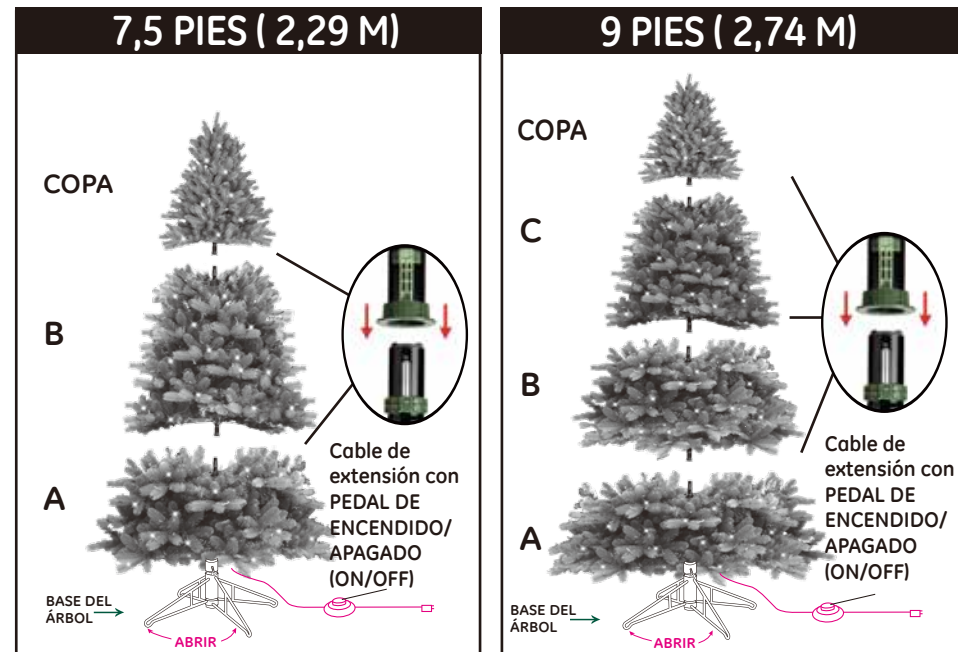 7,5 PIES ( 2,29 M)
COPA
B
A
Cable de
extensión con
PEDAL DE
ENCENDIDO/
APAGADO
(ON/OFF)
BASE DEL
ÁRBOL
ABRIR
9 PIES ( 2,74 M)
COPA
C
B
A
Cable de
extensión con
PEDAL DE
ENCENDIDO/
APAGADO
(ON/OFF)
BASE DEL
ÁRBOL
ABRIR